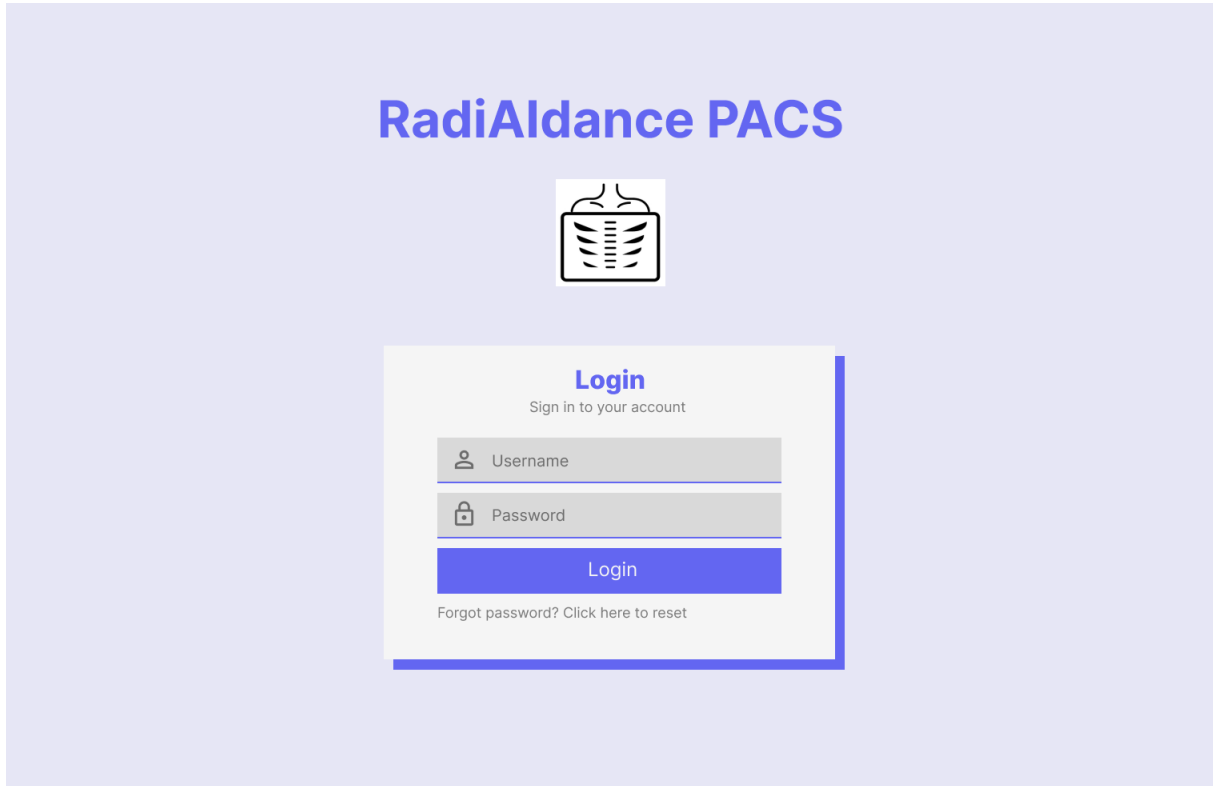 RadiAIdance PACS
Login
Sign in to your account
Username
Password
Login
Forgot password? Click here to reset